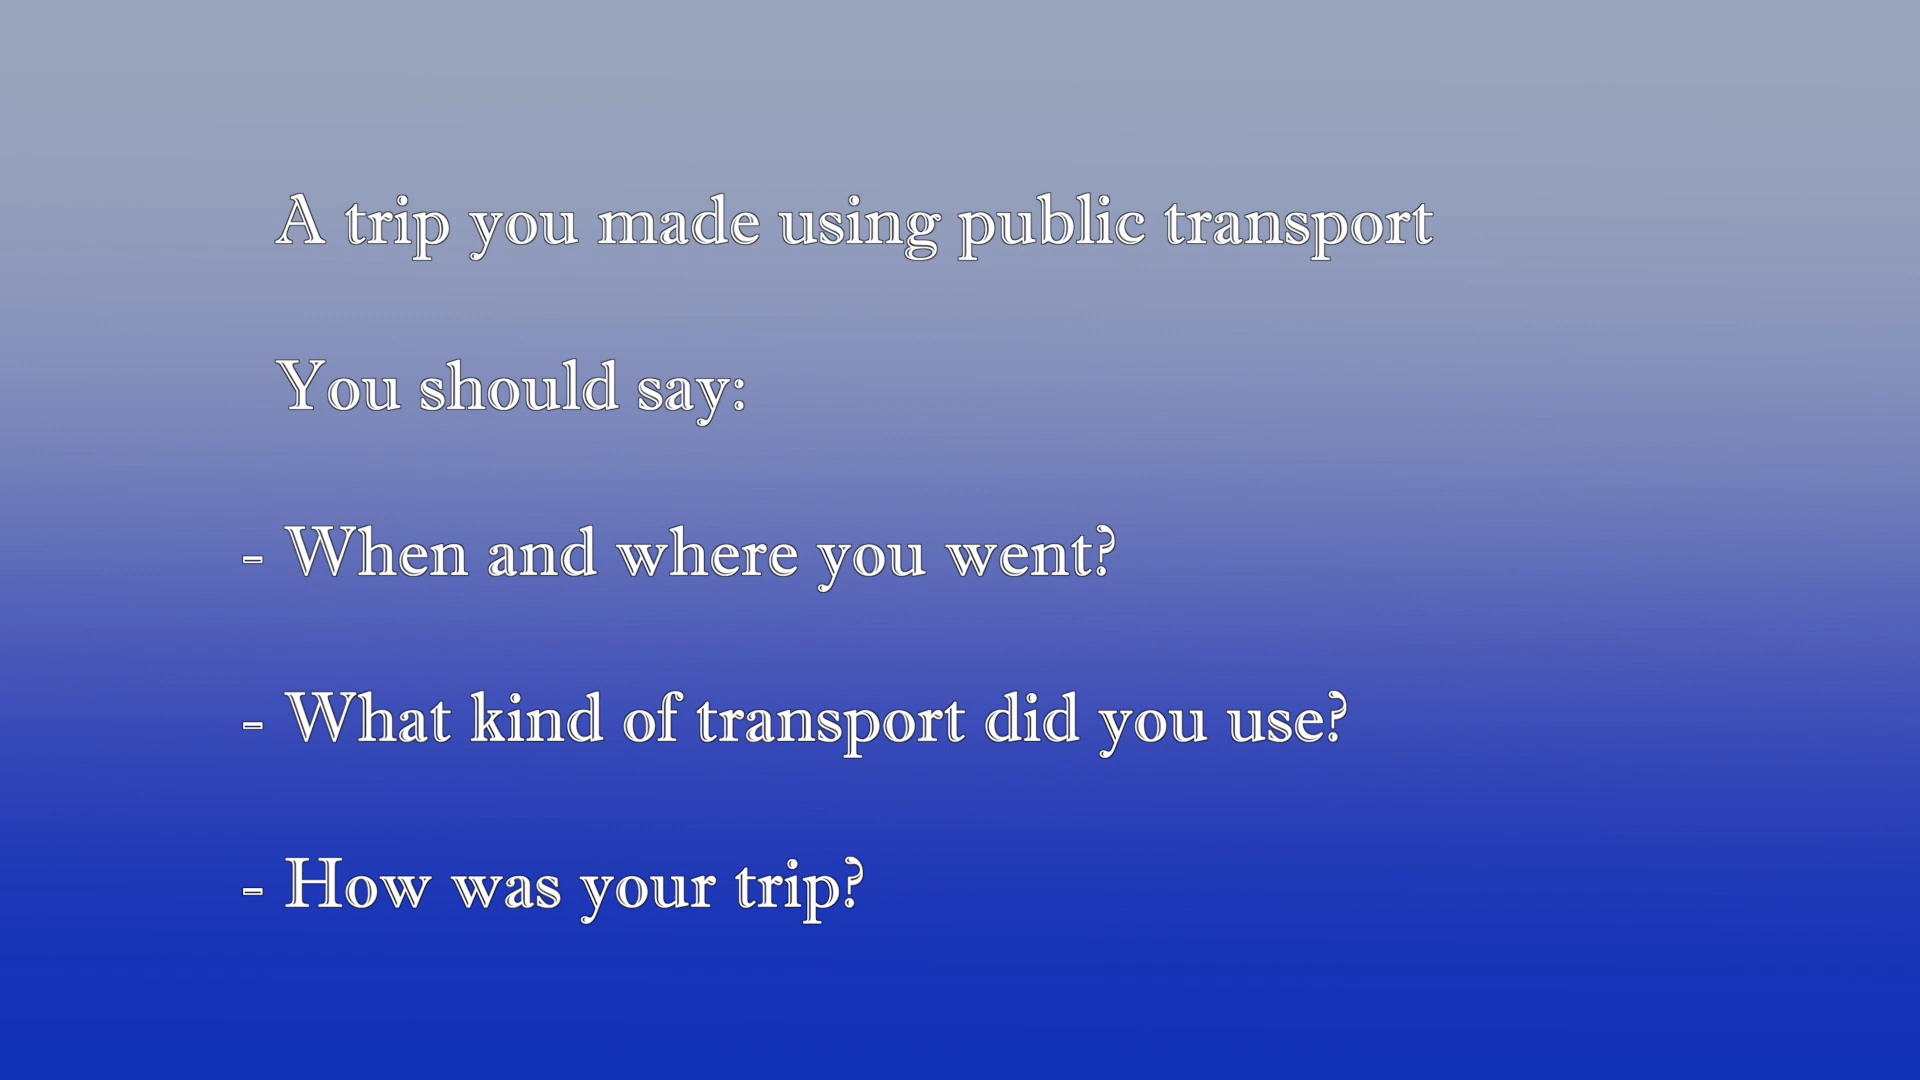 A trip you made using public transport
You should say:
- When and where you went?
- What kind of transport did you use?
- How was your trip?